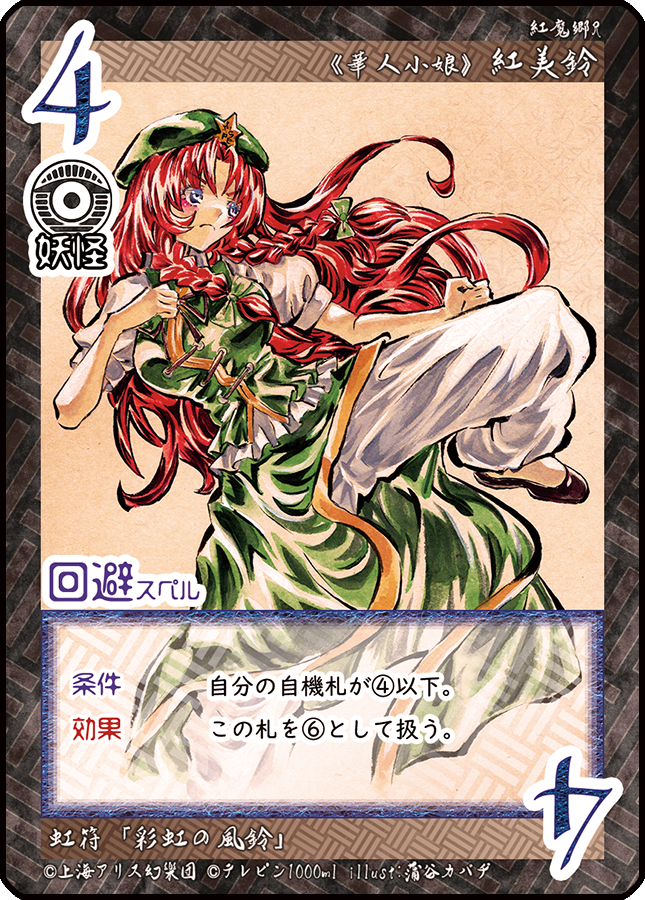 紅魔郷R
《華人小娘》 紅美鈴
4
妖怪
回避スペル
条件 自分の自機札が④以下。
効果 この札を⑥として扱う。
4
虹符「彩虹の風鈴」
©上海アリス幻樂団 ©テレピン1000ml illust:蒲谷カバヂ